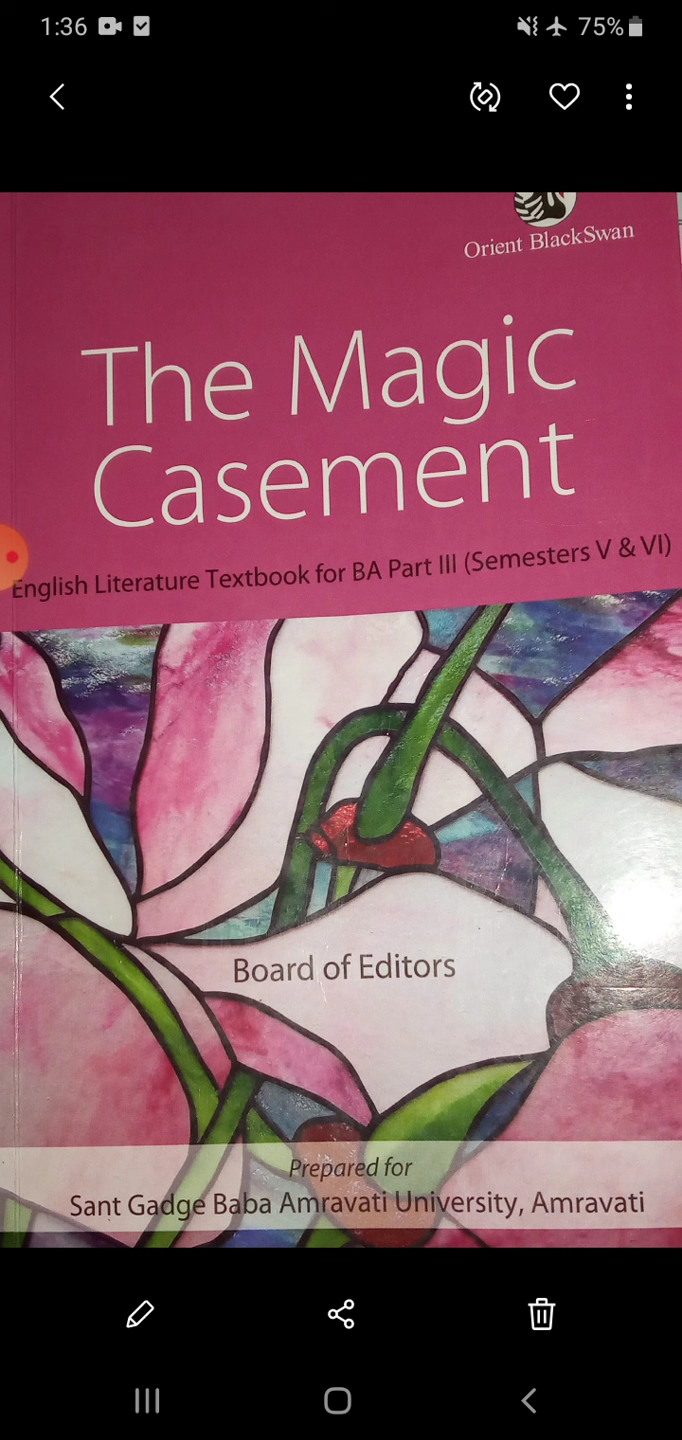 1:36
75%
Orient BlackSwan
The Magic
Casement
English Literature Textbook for BA Part III (Semesters V & VI)
Board of Editors
Prepared for
Sant Gadge Baba Amravati University, Amravati